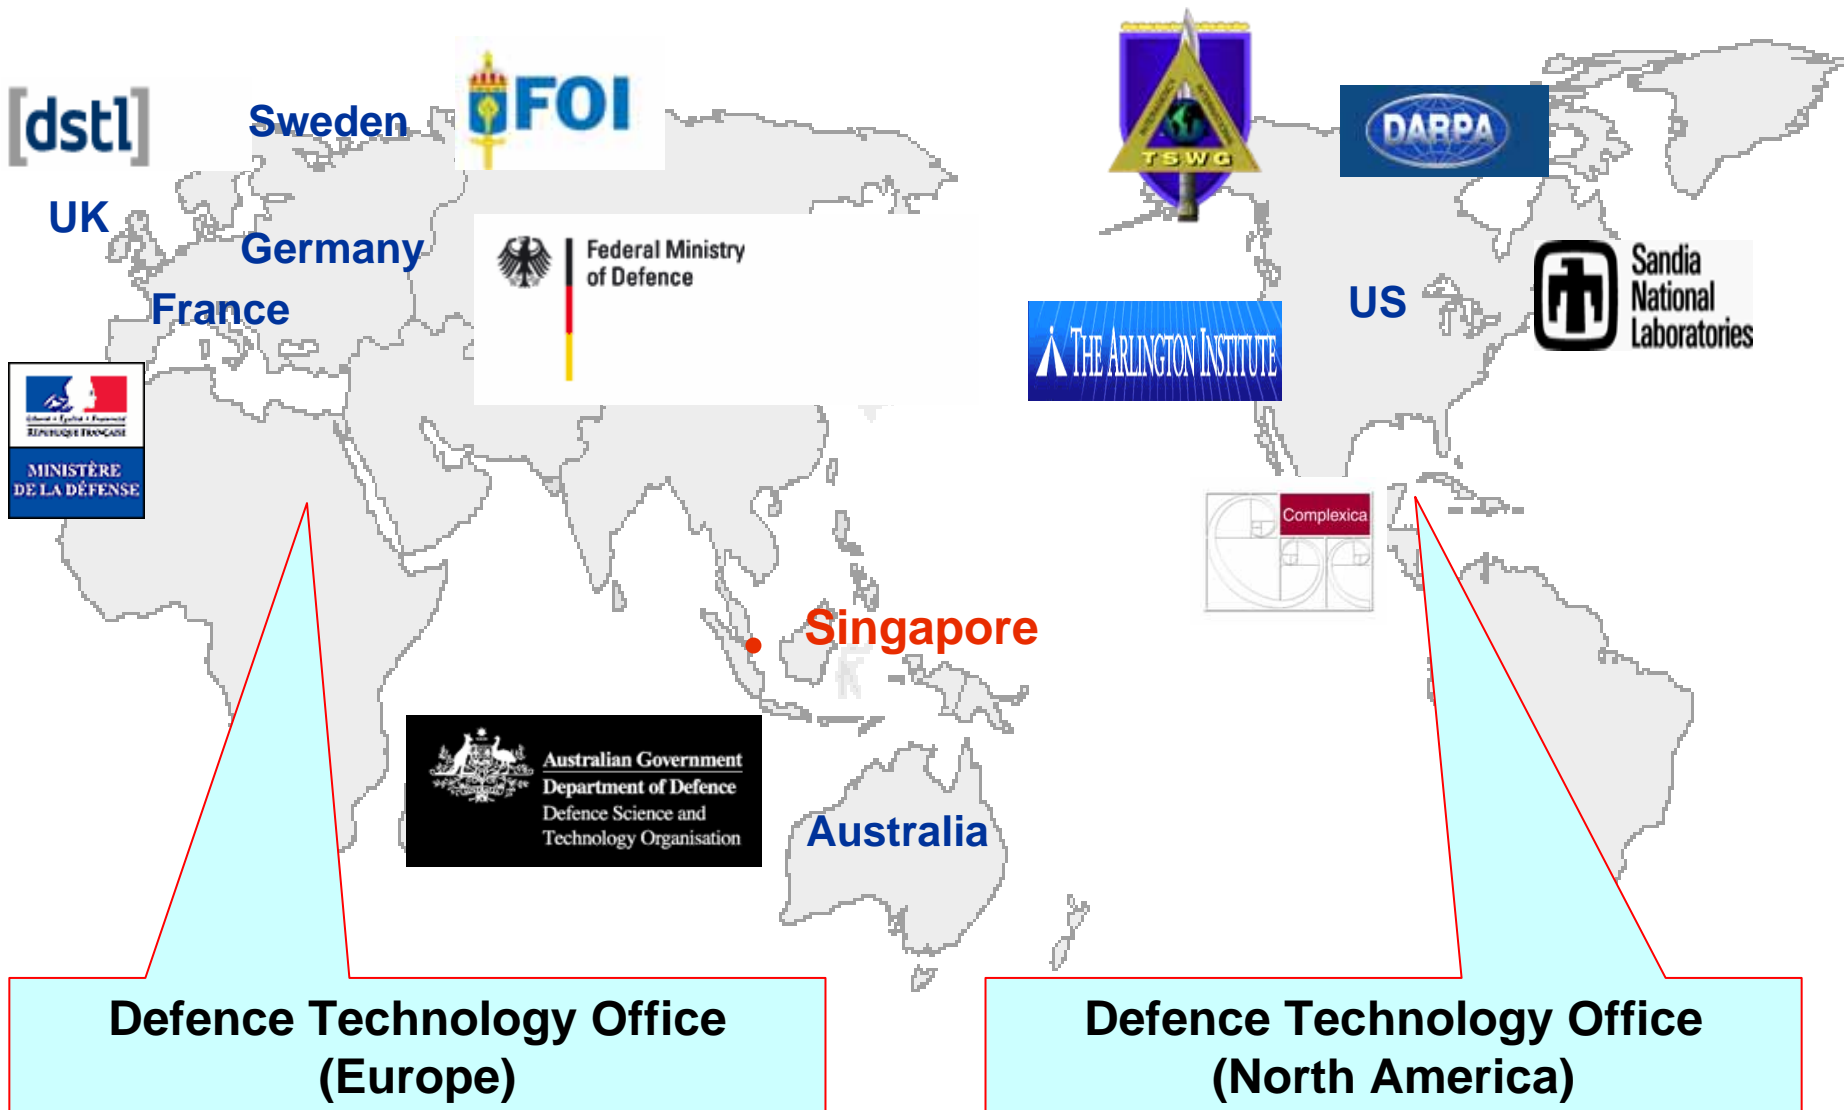 [dstl]
Sweden
FOI
TSWG
DARPA
UK
Germany
Federal Ministry
of Defence
France
US
Sandia
National
Laboratories
THE ARLINGTON INSTITUTE
RÉPUBLIQUE FRANÇAISE
MINISTÈRE
DE LA DÉFENSE
Complexica
Singapore
Australian Government
Department of Defence
Defence Science and
Technology Organisation
Australia
Defence Technology Office
(Europe)
Defence Technology Office
(North America)